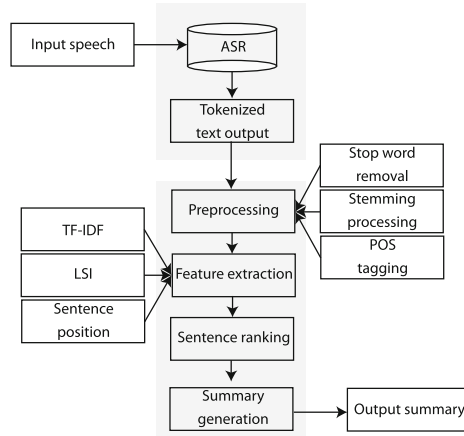 Input speech
ASR
Tokenized
text output
Stop word
removal
Preprocessing
Stemming
processing
POS
tagging
TF-IDF
LSI
Sentence
position
Feature extraction
Sentence ranking
Summary
generation
Output summary